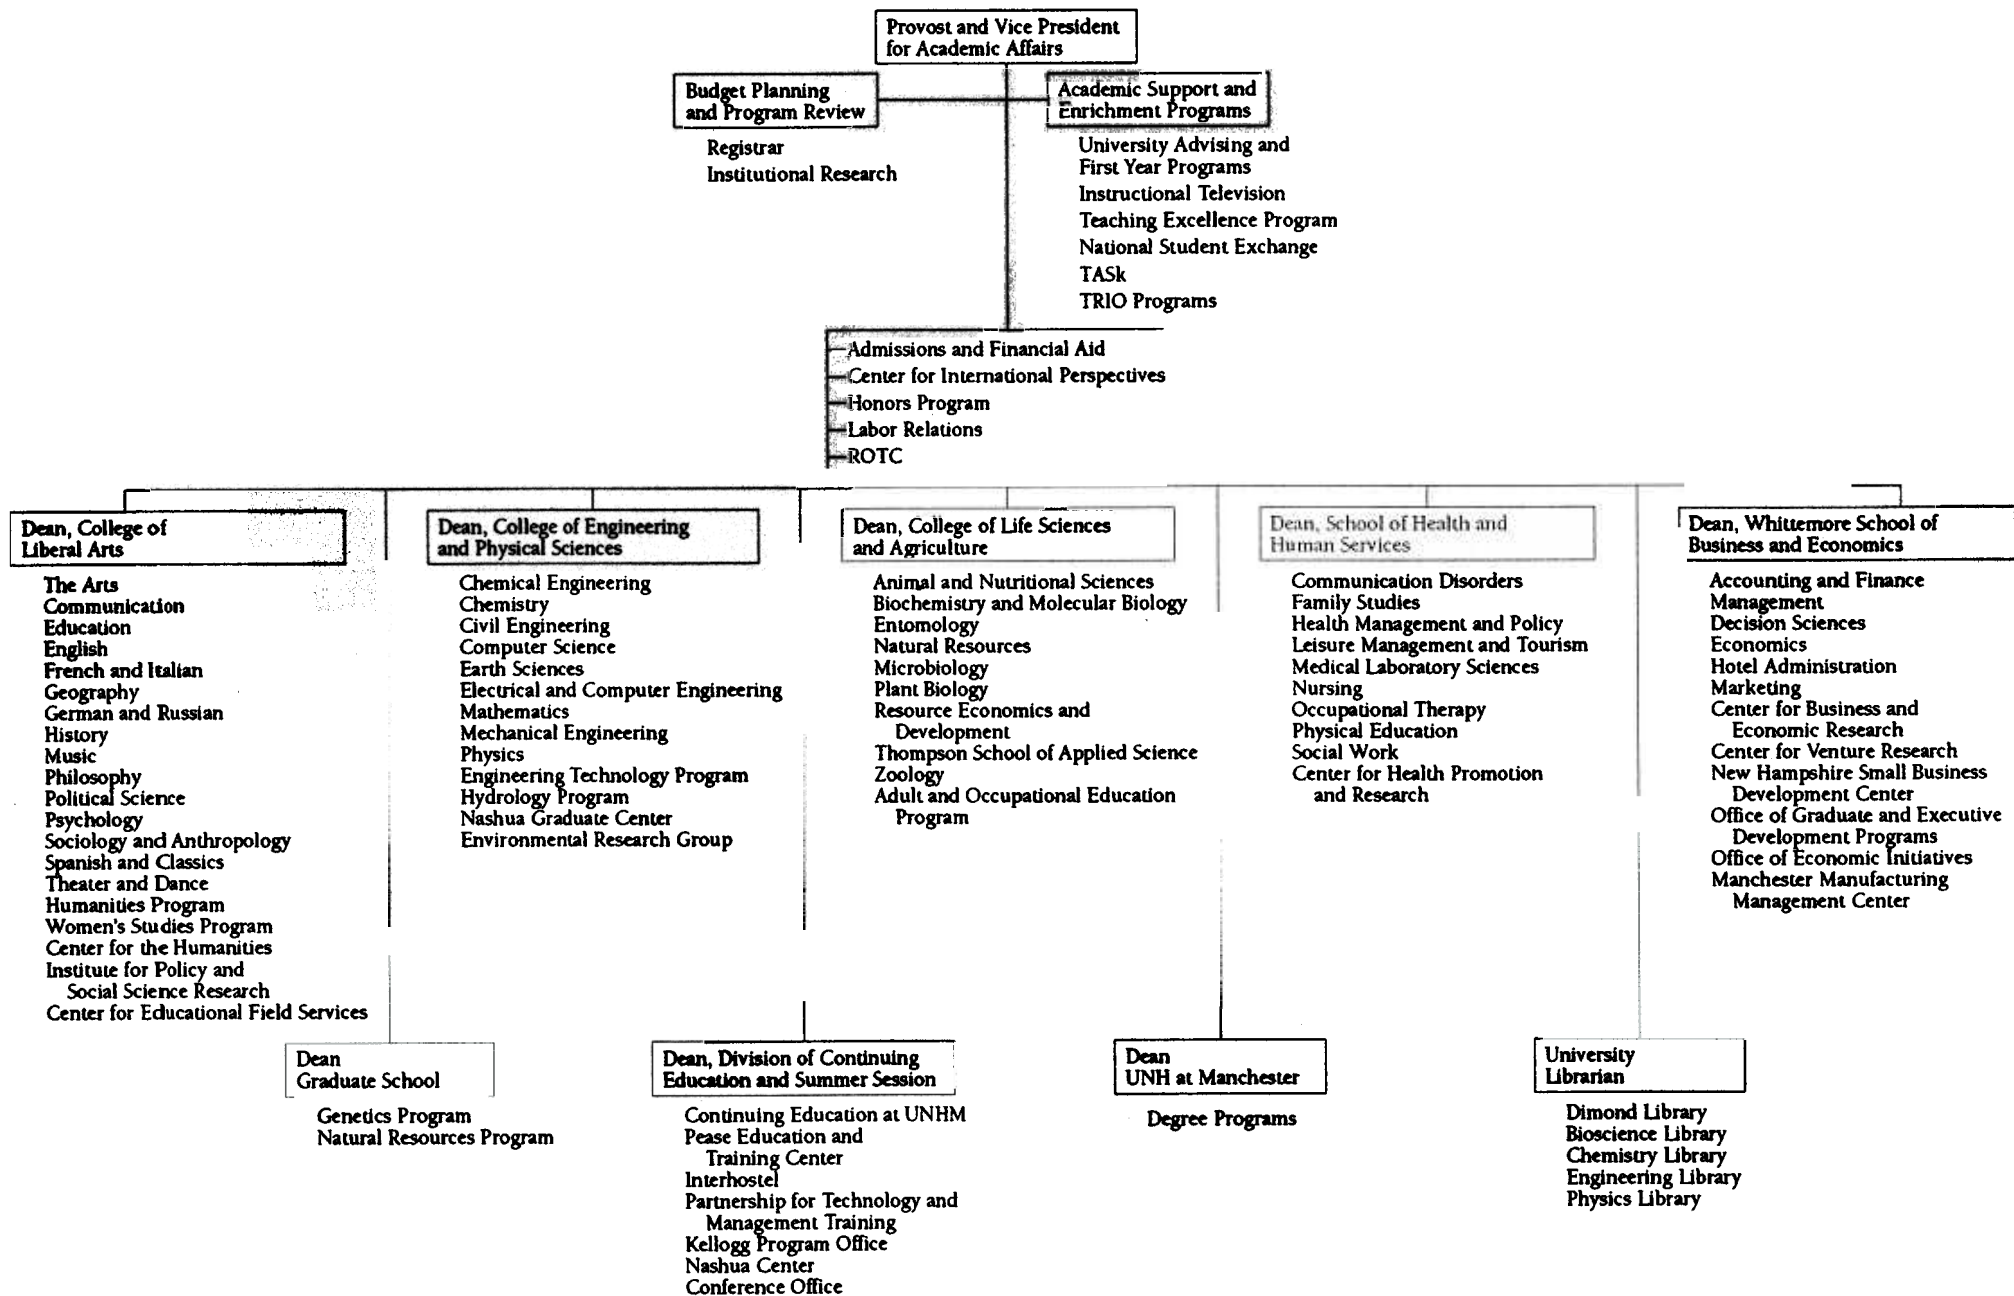 Provost and Vice President
for Academic Affairs
Budget Planning
and Program Review
Registrar
Institutional Research
Academic Support and
Enrichment Programs
University Advising and
First Year Programs
Instructional Television
Teaching Excellence Program
National Student Exchange
TASk
TRIO Programs
Admissions and Financial Aid
Center for International Perspectives
Honors Program
Labor Relations
ROTC
Dean, College of
Liberal Arts
The Arts
Communication
Education
English
French and Italian
Geography
German and Russian
History
Music
Philosophy
Political Science
Psychology
Sociology and Anthropology
Spanish and Classics
Theater and Dance
Humanities Program
Women's Studies Program
Center for the Humanities
Institute for Policy and
Social Science Research
Center for Educational Field Services
Dean, College of Engineering
and Physical Sciences
Chemical Engineering
Chemistry
Civil Engineering
Computer Science
Earth Sciences
Electrical and Computer Engineering
Mathematics
Mechanical Engineering
Physics
Engineering Technology Program
Hydrology Program
Nashua Graduate Center
Environmental Research Group
Dean, College of Life Sciences
and Agriculture
Animal and Nutritional Sciences
Biochemistry and Molecular Biology
Entomology
Natural Resources
Microbiology
Plant Biology
Resource Economics and
Development
Thompson School of Applied Science
Zoology
Adult and Occupational Education
Program
Dean, School of Health and
Human Services
Communication Disorders
Family Studies
Health Management and Policy
Leisure Management and Tourism
Medical Laboratory Sciences
Nursing
Occupational Therapy
Physical Education
Social Work
Center for Health Promotion
and Research
Dean, Whittemore School of
Business and Economics
Accounting and Finance
Management
Decision Sciences
Economics
Hotel Administration
Marketing
Center for Business and
Economic Research
Center for Venture Research
New Hampshire Small Business
Development Center
Office of Graduate and Executive
Development Programs
Office of Economic Initiatives
Manchester Manufacturing
Management Center
Dean
Graduate School
Genetics Program
Natural Resources Program
Dean, Division of Continuing
Education and Summer Session
Continuing Education at UNHM
Pease Education and
Training Center
Interhostel
Partnership for Technology and
Management Training
Kellogg Program Office
Nashua Center
Conference Office
Dean
UNH at Manchester
Degree Programs
University
Librarian
Dimond Library
Bioscience Library
Chemistry Library
Engineering Library
Physics Library